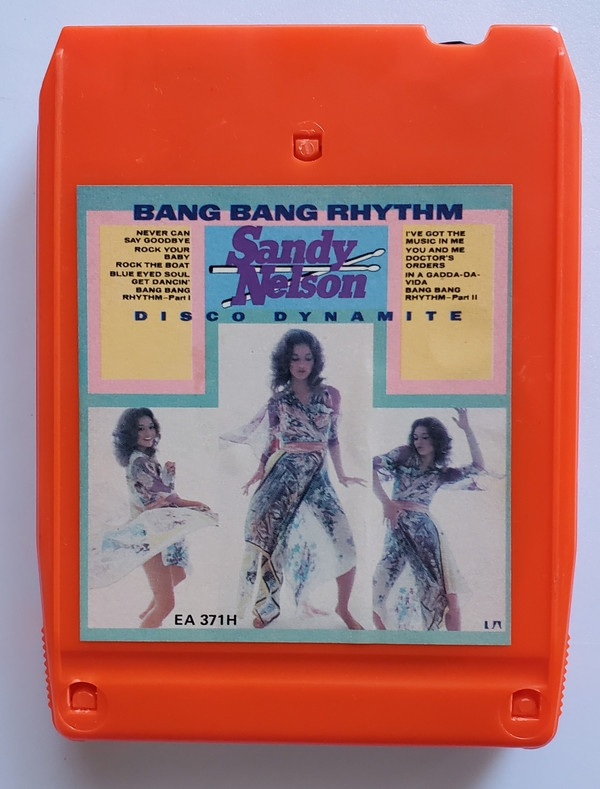 BANG BANG RHYTHM
NEVER CAN
SAY GOODBYE
ROCK YOUR
BABY
ROCK THE BOAT
BLUE EYED SOUL
GET DANCIN'
BANG BANG
RHYTHM-Part I
Sandy
Nelson
I'VE GOT THE
MUSIC IN ME
YOU AND ME
DOCTOR'S
ORDERS
IN A GADDA-DA-
VIDA
BANG BANG
RHYTHM-Part II
DISCO DYNAMITE
EA 371H
UA